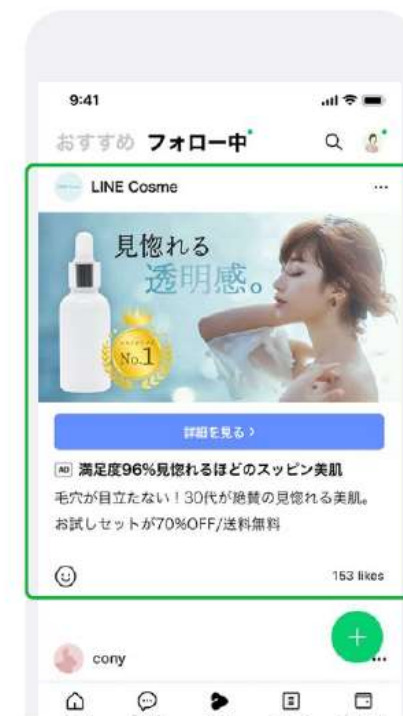 9:41
おすすめ フォロー中
LINE Cosme
見惚れる
透明感。
No.1
詳細を見る >
AD 満足度96%見惚れるほどのスッピン美肌
毛穴が目立たない！30代が絶賛の見惚れる美肌。
お試しセットが70%OFF/送料無料
153 likes
cony